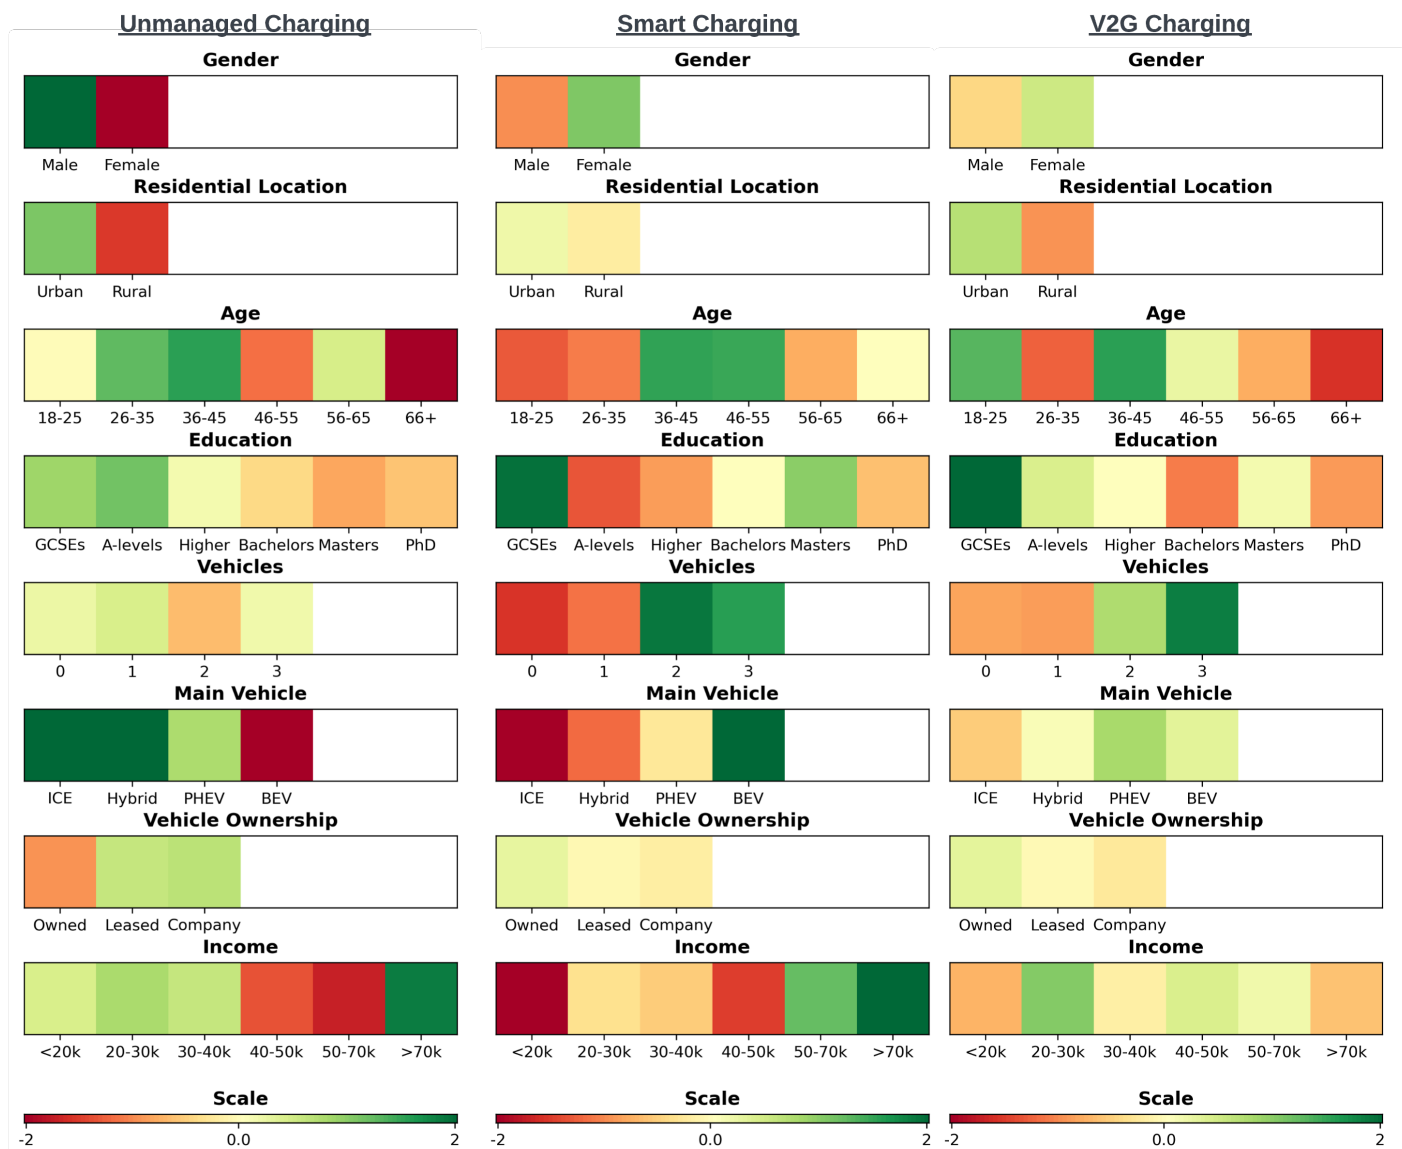 Unmanaged Charging Smart Charging V2G Charging
Gender Gender Gender
Male Female Male Female Male Female
Residential Location Residential Location Residential Location
Urban Rural Urban Rural Urban Rural
Age Age Age
18-25 26-35 36-45 46-55 56-65 66+ 18-25 26-35 36-45 46-55 56-65 66+ 18-25 26-35 36-45 46-55 56-65 66+
Education Education Education
GCSEs A-levels Higher Bachelors Masters PhD GCSEs A-levels Higher Bachelors Masters PhD GCSEs A-levels Higher Bachelors Masters PhD
Vehicles Vehicles Vehicles
0 1 2 3 0 1 2 3 0 1 2 3
Main Vehicle Main Vehicle Main Vehicle
ICE Hybrid PHEV BEV ICE Hybrid PHEV BEV ICE Hybrid PHEV BEV
Vehicle Ownership Vehicle Ownership Vehicle Ownership
Owned Leased Company Owned Leased Company Owned Leased Company
Income Income Income
<20k 20-30k 30-40k 40-50k 50-70k >70k <20k 20-30k 30-40k 40-50k 50-70k >70k <20k 20-30k 30-40k 40-50k 50-70k >70k
Scale Scale Scale
-2 0.0 2 -2 0.0 2 -2 0.0 2